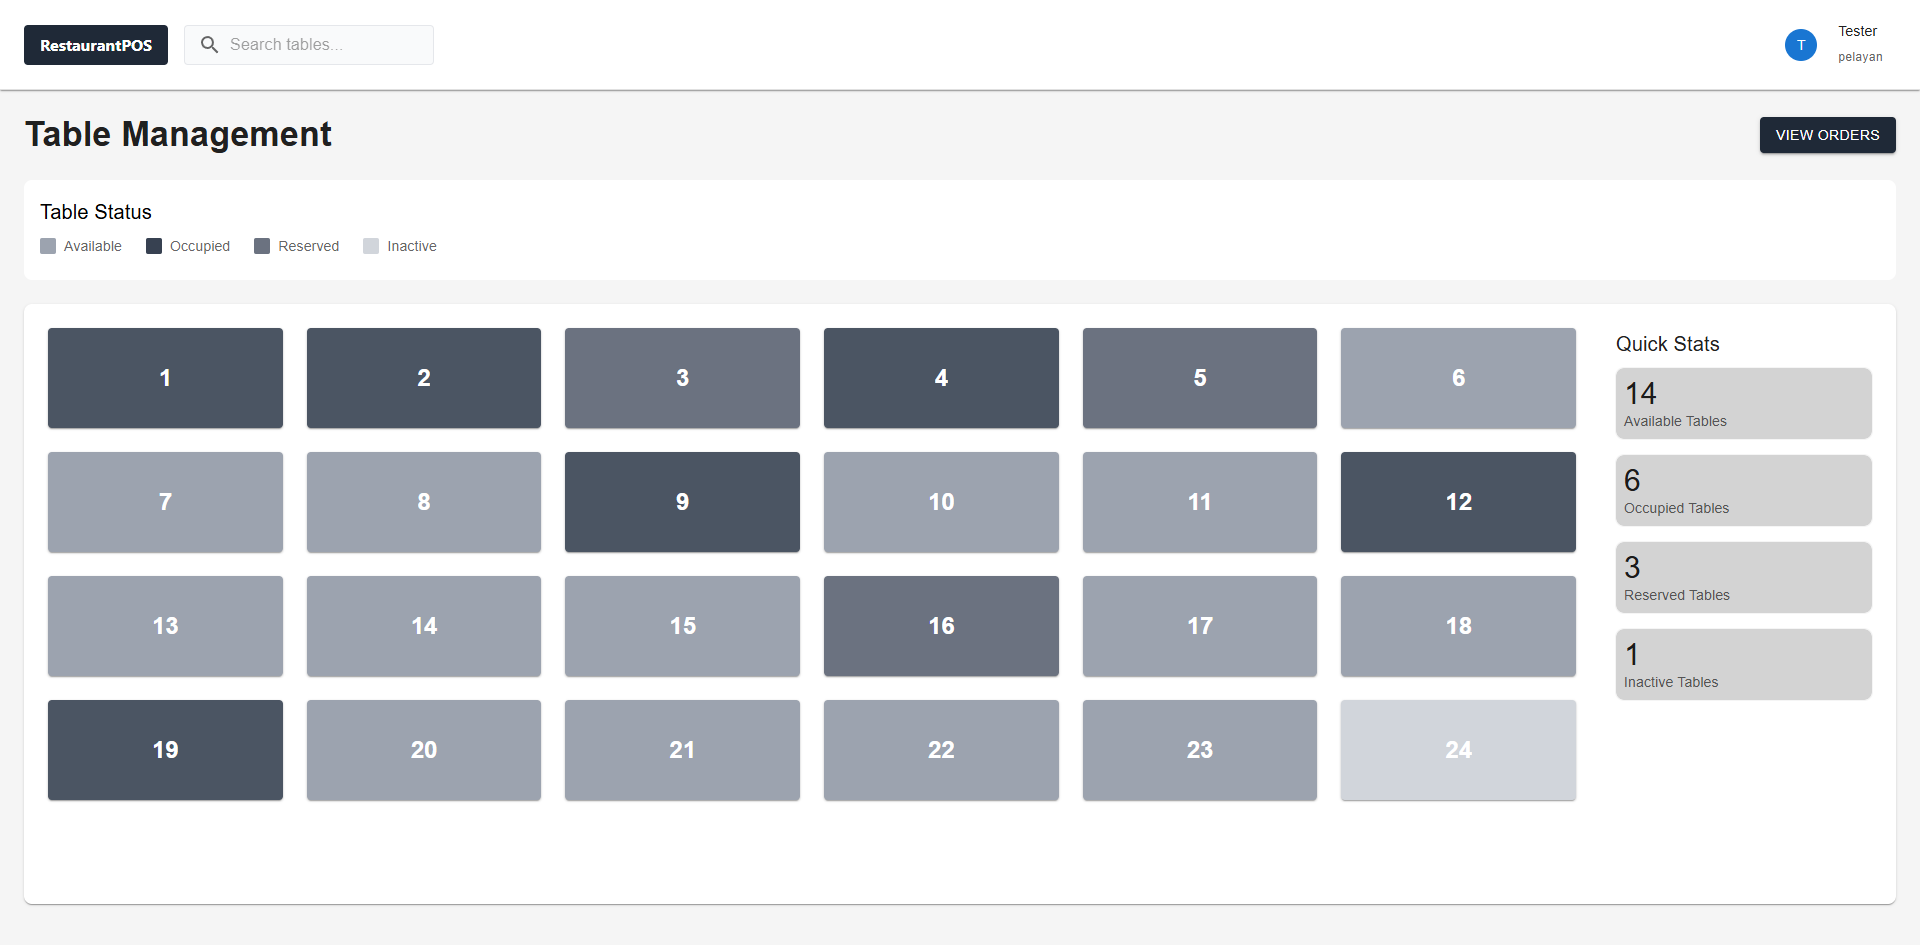 RestaurantPOS
Search tables...
T
Tester
pelayan
Table Management
VIEW ORDERS
Table Status
Available
Occupied
Reserved
Inactive
1
2
3
4
5
6
7
8
9
10
11
12
13
14
15
16
17
18
19
20
21
22
23
24
Quick Stats
14
Available Tables
6
Occupied Tables
3
Reserved Tables
1
Inactive Tables